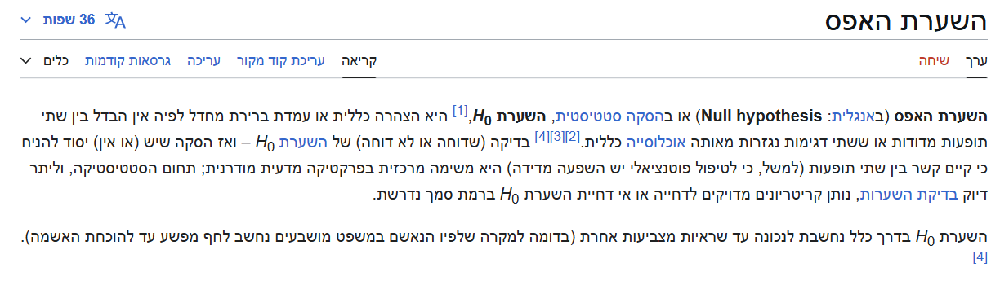 השערת האפס
36 שפות
ערך שיחה קריאה עריכת קוד מקור עריכה גרסאות קודמות כלים
השערת האפס (באנגלית: Null hypothesis) או בהסקה סטטיסטית, השערת H0,[1] היא הצהרה כללית או עמדת ברירת מחדל לפיה אין הבדל בין שתי
תופעות מדודות או ששתי דגימות נגזרות מאותה אוכלוסייה כללית.[2][3][4] בדיקה (שדוחה או לא דוחה) של השערת H0 – ואז הסקה שיש (או אין) יסוד להניח
כי קיים קשר בין שתי תופעות (למשל, כי לטיפול פוטנציאלי יש השפעה מדידה) היא משימה מרכזית בפרקטיקה מדעית מודרנית; תחום הסטטיסטיקה, וליתר
דיוק בדיקת השערות, נותן קריטריונים מדויקים לדחייה או אי דחיית השערת H0 ברמת סמך נדרשת.
השערת H0 בדרך כלל נחשבת לנכונה עד שראיות מצביעות אחרת (בדומה למקרה שלפיו הנאשם במשפט מושבעים נחשב לחף מפשע עד להוכחת האשמה).
[4]